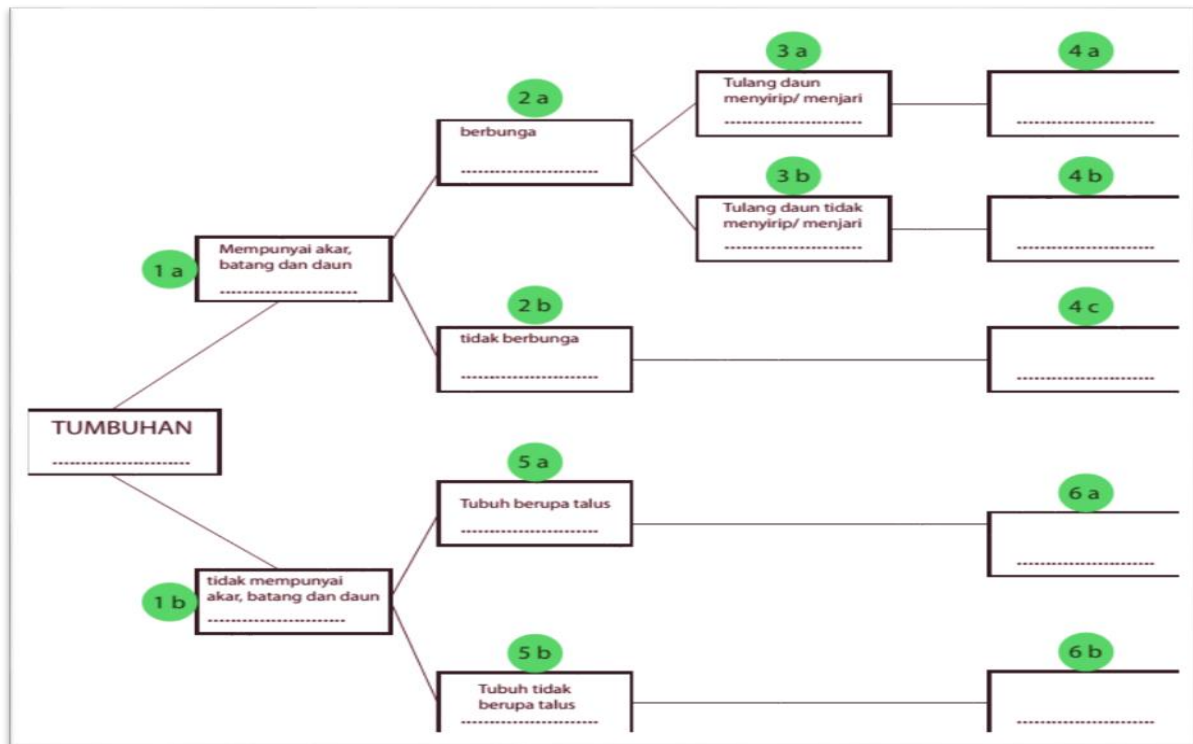 3 a
4 a
Tulang daun
menyirip/ menjari
........................
........................
2 a
berbunga
........................
3 b
4 b
Tulang daun tidak
menyirip/ menjari
........................
........................
1 a
Mempunyai akar,
batang dan daun
........................
2 b
tidak berbunga
........................
4 c
........................
TUMBUHAN
........................
5 a
Tubuh berupa talus
........................
6 a
........................
1 b
tidak mempunyai
akar, batang dan daun
........................
5 b
Tubuh tidak
berupa talus
........................
6 b
........................